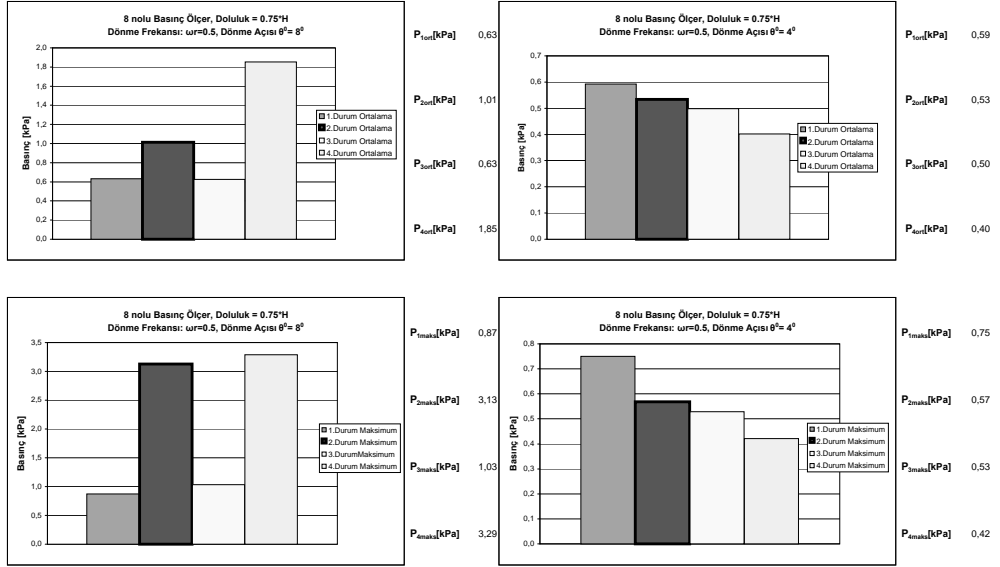 8 nolu Basınç Ölçer, Doluluk = 0.75*H
Dönme Frekansı: ωr=0.5, Dönme Açısı θ⁰= 8⁰
Basınç [kPa]
2,0
1,8
1,6
1,4
1,2
1,0
0,8
0,6
0,4
0,2
0,0
1.Durum Ortalama
2.Durum Ortalama
3.Durum Ortalama
4.Durum Ortalama
P1ort[kPa] 0,63
P2ort[kPa] 1,01
P3ort[kPa] 0,63
P4ort[kPa] 1,85
8 nolu Basınç Ölçer, Doluluk = 0.75*H
Dönme Frekansı: ωr=0.5, Dönme Açısı θ⁰= 4⁰
Basınç [kPa]
0,7
0,6
0,5
0,4
0,3
0,2
0,1
0,0
1.Durum Ortalama
2.Durum Ortalama
3.Durum Ortalama
4.Durum Ortalama
P1ort[kPa] 0,59
P2ort[kPa] 0,53
P3ort[kPa] 0,50
P4ort[kPa] 0,40
8 nolu Basınç Ölçer, Doluluk = 0.75*H
Dönme Frekansı: ωr=0.5, Dönme Açısı θ⁰= 8⁰
Basınç [kPa]
3,5
3,0
2,5
2,0
1,5
1,0
0,5
0,0
1.Durum Maksimum
2.Durum Maksimum
3.DurumMaksimum
4.Durum Maksimum
P1maks[kPa] 0,87
P2maks[kPa] 3,13
P3maks[kPa] 1,03
P4maks[kPa] 3,29
8 nolu Basınç Ölçer, Doluluk = 0.75*H
Dönme Frekansı: ωr=0.5, Dönme Açısı θ⁰= 4⁰
Basınç [kPa]
0,8
0,7
0,6
0,5
0,4
0,3
0,2
0,1
0,0
1.Durum Maksimum
2.Durum Maksimum
3.Durum Maksimum
4.Durum Maksimum
P1maks[kPa] 0,75
P2maks[kPa] 0,57
P3maks[kPa] 0,53
P4maks[kPa] 0,42